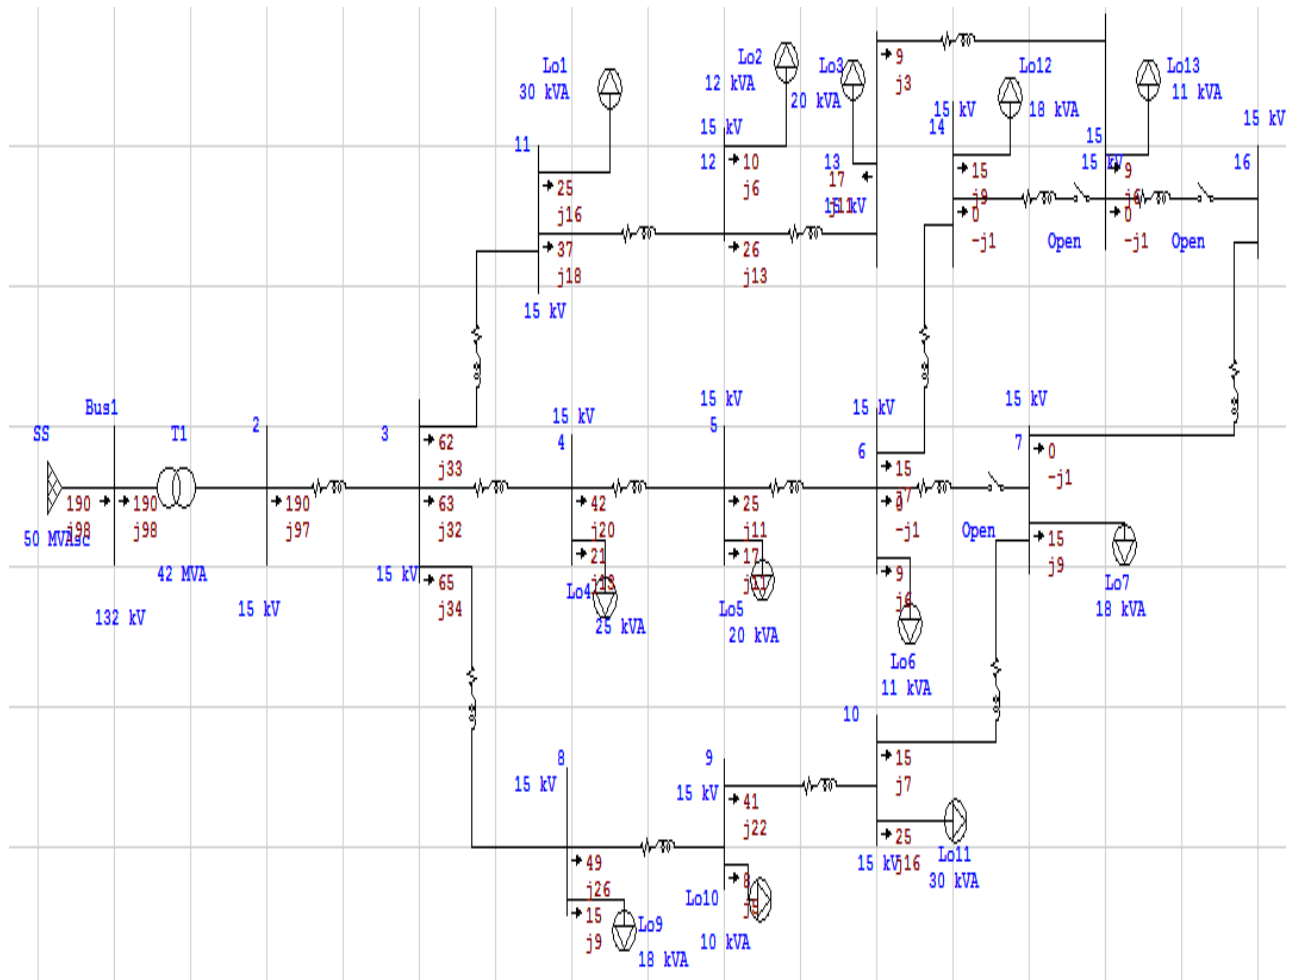 Lo1
30 kVA
11
25
j16
37
j18
15 kV
Lo2
12 kVA
15 kV
12
10
j6
26
j13
Lo3
20 kVA
13
17
9
j3
Lo12
18 kVA
15 kV
14
15
j9
0
-j1
Open
Lo13
11 kVA
15
15 kV
9
j6
0
-j1
Open
15 kV
16
SS
190
j98
50 MVAsc
Bus1
190
j98
132 kV
T1
42 MVA
2
190
j97
15 kV
3
62
j33
63
j32
15 kV
65
j34
15 kV
4
42
j20
21
Lo4
25 kVA
15 kV
5
25
j11
17
Lo5
20 kVA
15 kV
6
15
-j1
9
Lo6
11 kVA
Open
15 kV
7
0
-j1
15
j9
Lo7
18 kVA
8
15 kV
49
j26
15
j9
Lo9
18 kVA
9
15 kV
41
j22
8
Lo10
10 kVA
10
15
j7
25
15 kV
j16
Lo11
30 kVA